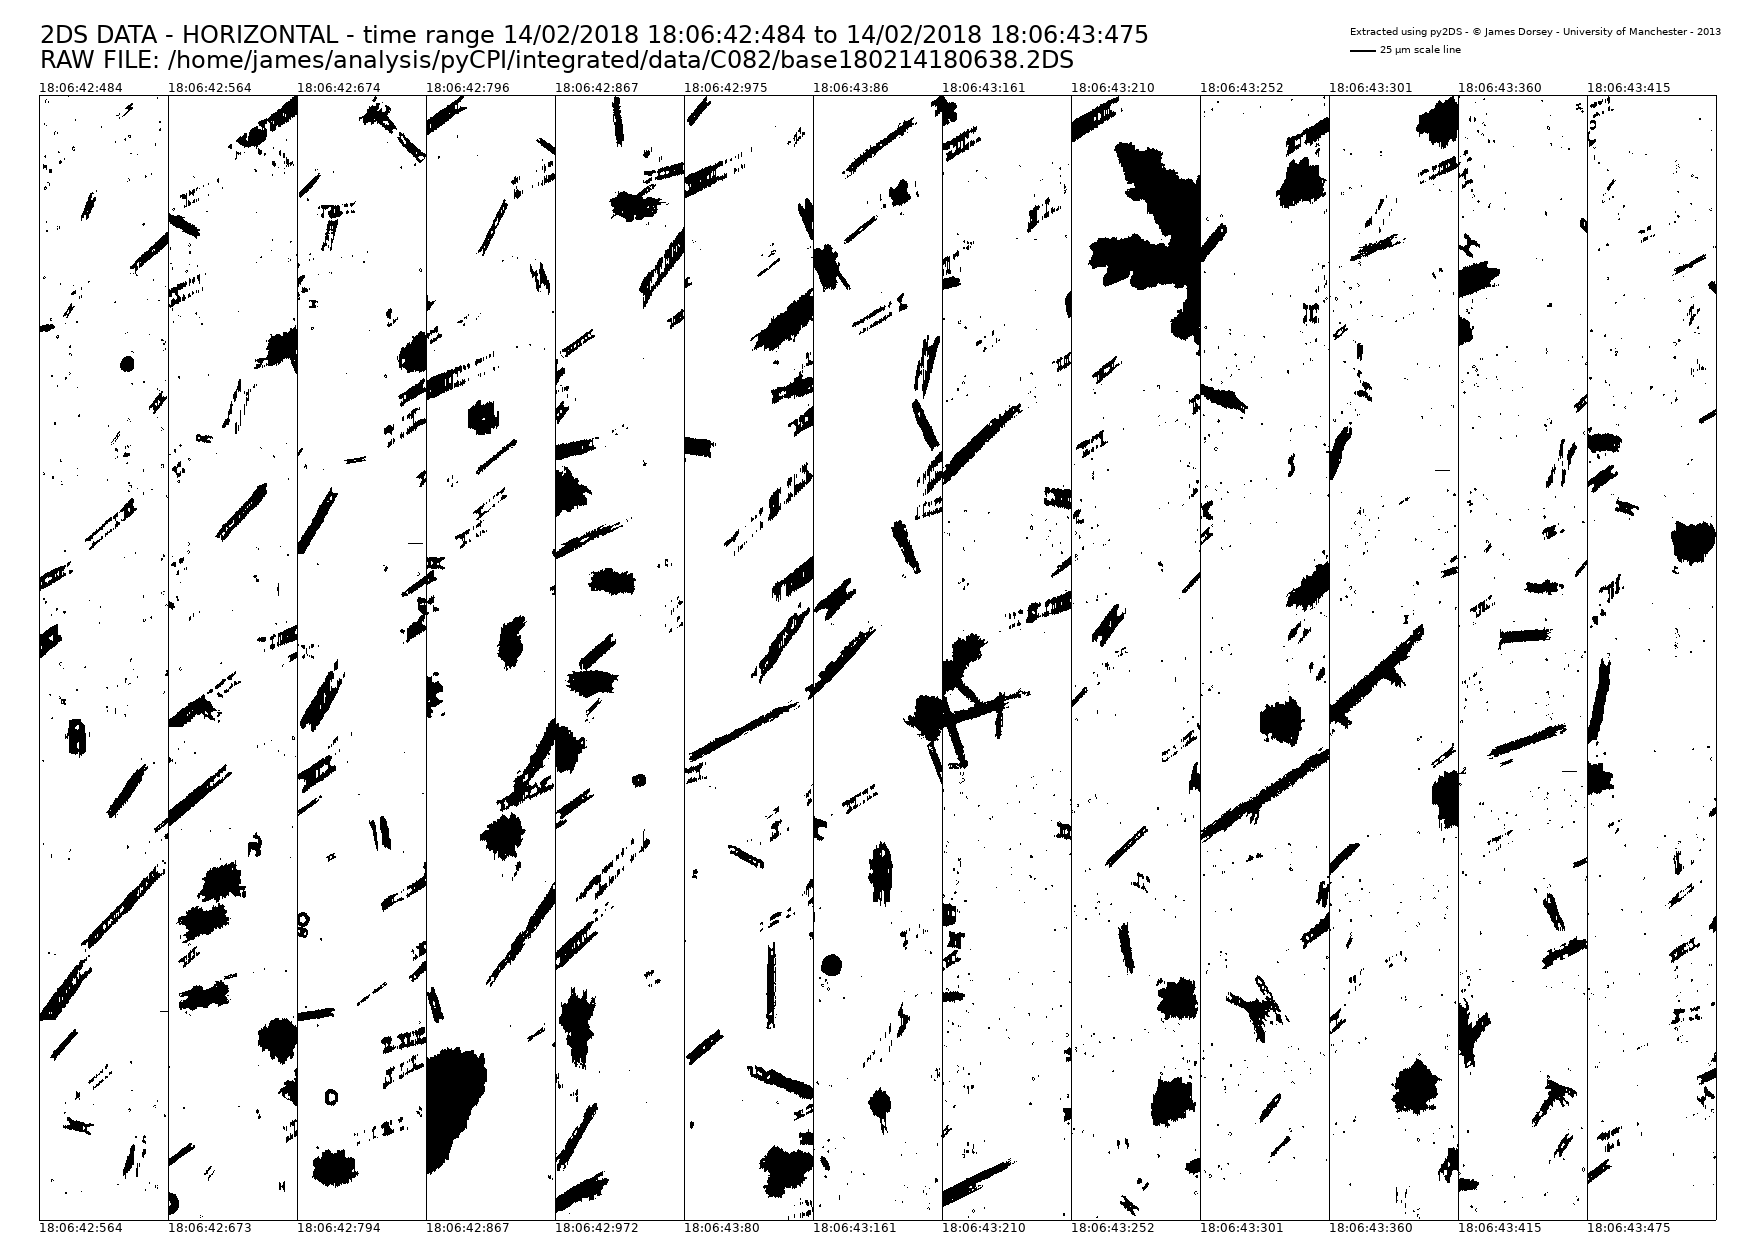 2DS DATA - HORIZONTAL - time range 14/02/2018 18:06:42:484 to 14/02/2018 18:06:43:475
RAW FILE: /home/james/analysis/pyCPI/integrated/data/C082/base180214180638.2DS
Extracted using py2DS - © James Dorsey - University of Manchester - 2013
25 µm scale line
18:06:42:484 18:06:42:564 18:06:42:674 18:06:42:796 18:06:42:867 18:06:42:975 18:06:43:86 18:06:43:161 18:06:43:210 18:06:43:252 18:06:43:301 18:06:43:360 18:06:43:415
18:06:42:564 18:06:42:673 18:06:42:794 18:06:42:867 18:06:42:972 18:06:43:80 18:06:43:161 18:06:43:210 18:06:43:252 18:06:43:301 18:06:43:360 18:06:43:415 18:06:43:475